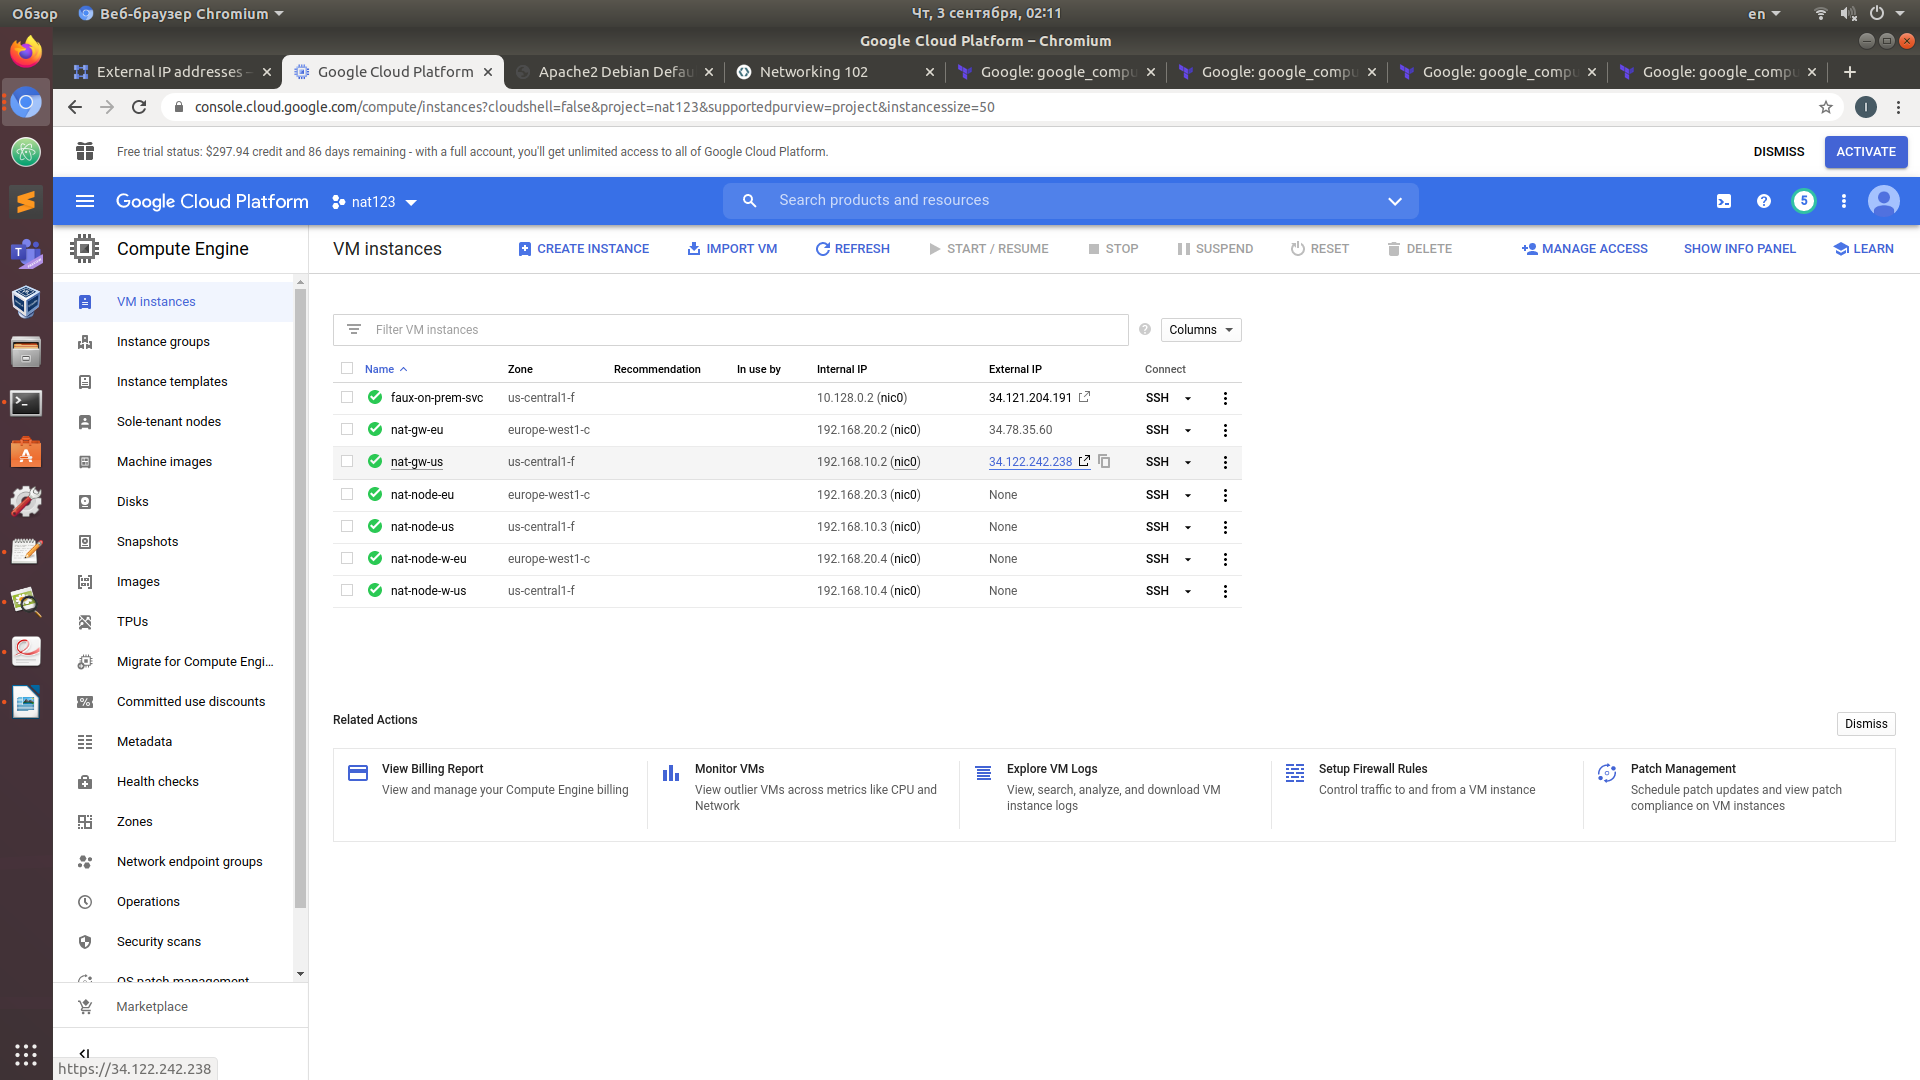 Обзор
Веб-браузер Chromium
Чт, 3 сентября, 02:11
en
Google Cloud Platform – Chromium
External IP addresses –
Google Cloud Platform
Apache2 Debian Defau
Networking 102
Google: google_compu
Google: google_compu
Google: google_compu
Google: google_compu
console.cloud.google.com/compute/instances?cloudshell=false&project=nat123&supportedpurview=project&instancessize=50
I
Free trial status: $297.94 credit and 86 days remaining - with a full account, you'll get unlimited access to all of Google Cloud Platform.
DISMISS
ACTIVATE
Google Cloud Platform
nat123
Search products and resources
5
Compute Engine
VM instances
CREATE INSTANCE
IMPORT VM
REFRESH
START / RESUME
STOP
SUSPEND
RESET
DELETE
MANAGE ACCESS
SHOW INFO PANEL
LEARN
VM instances
Instance groups
Instance templates
Sole-tenant nodes
Machine images
Disks
Snapshots
Images
TPUs
Migrate for Compute Engi...
Committed use discounts
Metadata
Health checks
Zones
Network endpoint groups
Operations
Security scans
OS patch management
Marketplace
https://34.122.242.238
Filter VM instances
Columns
Name Zone Recommendation In use by Internal IP External IP Connect
faux-on-prem-svc us-central1-f 10.128.0.2 (nic0) 34.121.204.191 SSH
nat-gw-eu europe-west1-c 192.168.20.2 (nic0) 34.78.35.60 SSH
nat-gw-us us-central1-f 192.168.10.2 (nic0) 34.122.242.238 SSH
nat-node-eu europe-west1-c 192.168.20.3 (nic0) None SSH
nat-node-us us-central1-f 192.168.10.3 (nic0) None SSH
nat-node-w-eu europe-west1-c 192.168.20.4 (nic0) None SSH
nat-node-w-us us-central1-f 192.168.10.4 (nic0) None SSH
Related Actions
Dismiss
View Billing Report
View and manage your Compute Engine billing
Monitor VMs
View outlier VMs across metrics like CPU and
Network
Explore VM Logs
View, search, analyze, and download VM
instance logs
Setup Firewall Rules
Control traffic to and from a VM instance
Patch Management
Schedule patch updates and view patch
compliance on VM instances